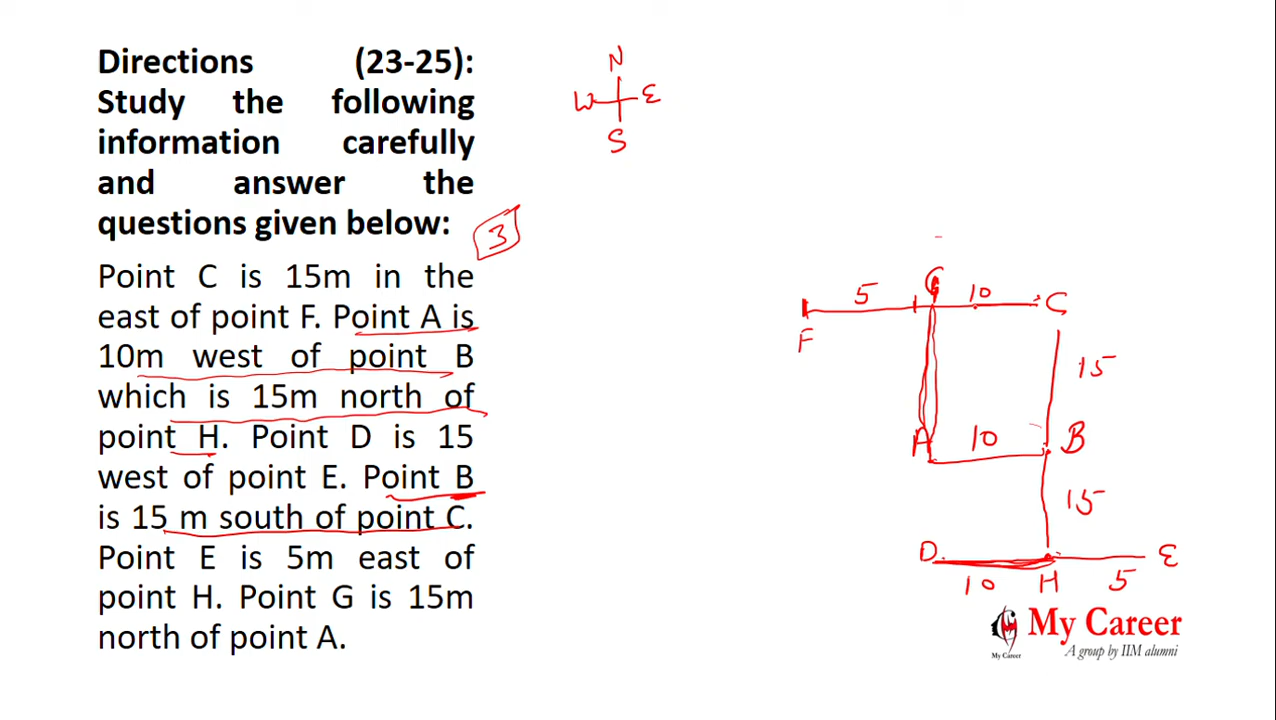 Directions (23-25):
Study the following
information carefully
and answer the
questions given below:
3
Point C is 15m in the
east of point F. Point A is
10m west of point B
which is 15m north of
point H. Point D is 15
west of point E. Point B
is 15 m south of point C.
Point E is 5m east of
point H. Point G is 15m
north of point A.
N
W E
S
G
5 10 C
F
15
A 10 B
15
D E
10 H 5
My Career
A group by IIM alumni
My Career